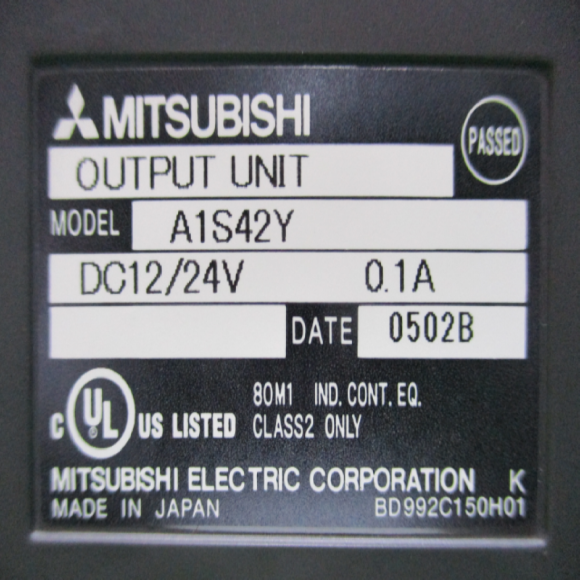 MITSUBISHI
PASSED
OUTPUT UNIT
MODEL A1S42Y
DC12/24V 0.1A
DATE 0502B
C UL US LISTED
80M1 IND. CONT. EQ.
CLASS2 ONLY
MITSUBISHI ELECTRIC CORPORATION K
MADE IN JAPAN BD992C150H01